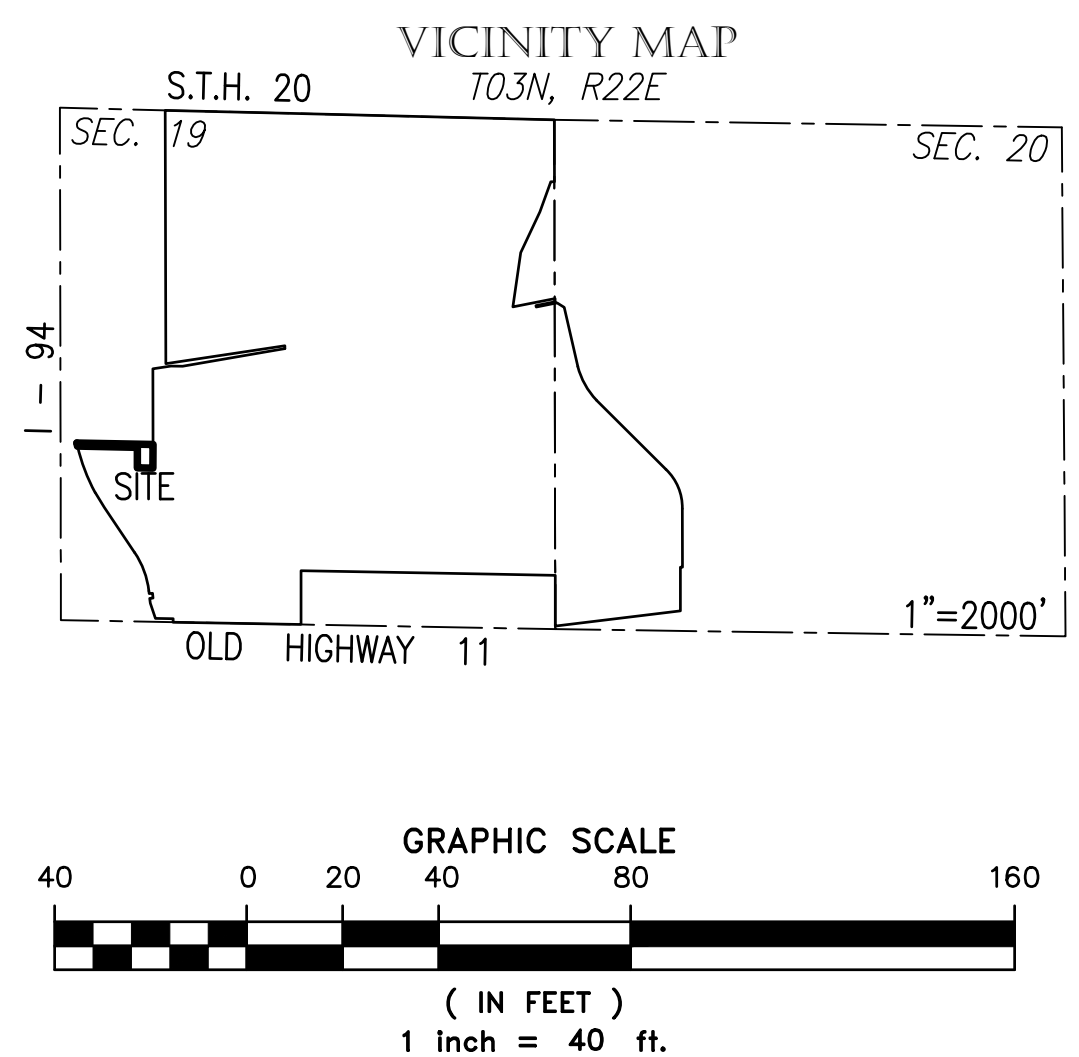 VICINITY MAP
S.T.H. 20
T03N, R22E
SEC. 19
SEC. 20
I - 94
SITE
1"=2000'
OLD HIGHWAY 11
GRAPHIC SCALE
40 0 20 40 80 160
( IN FEET )
1 inch = 40 ft.